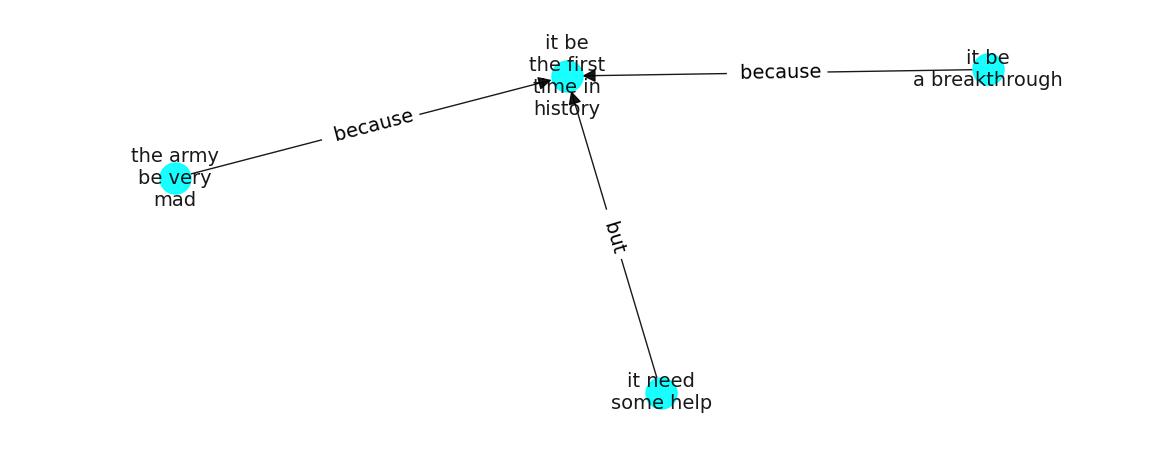 it be
the first
time in
history
because
it be
a breakthrough
because
the army
be very
mad
but
it need
some help